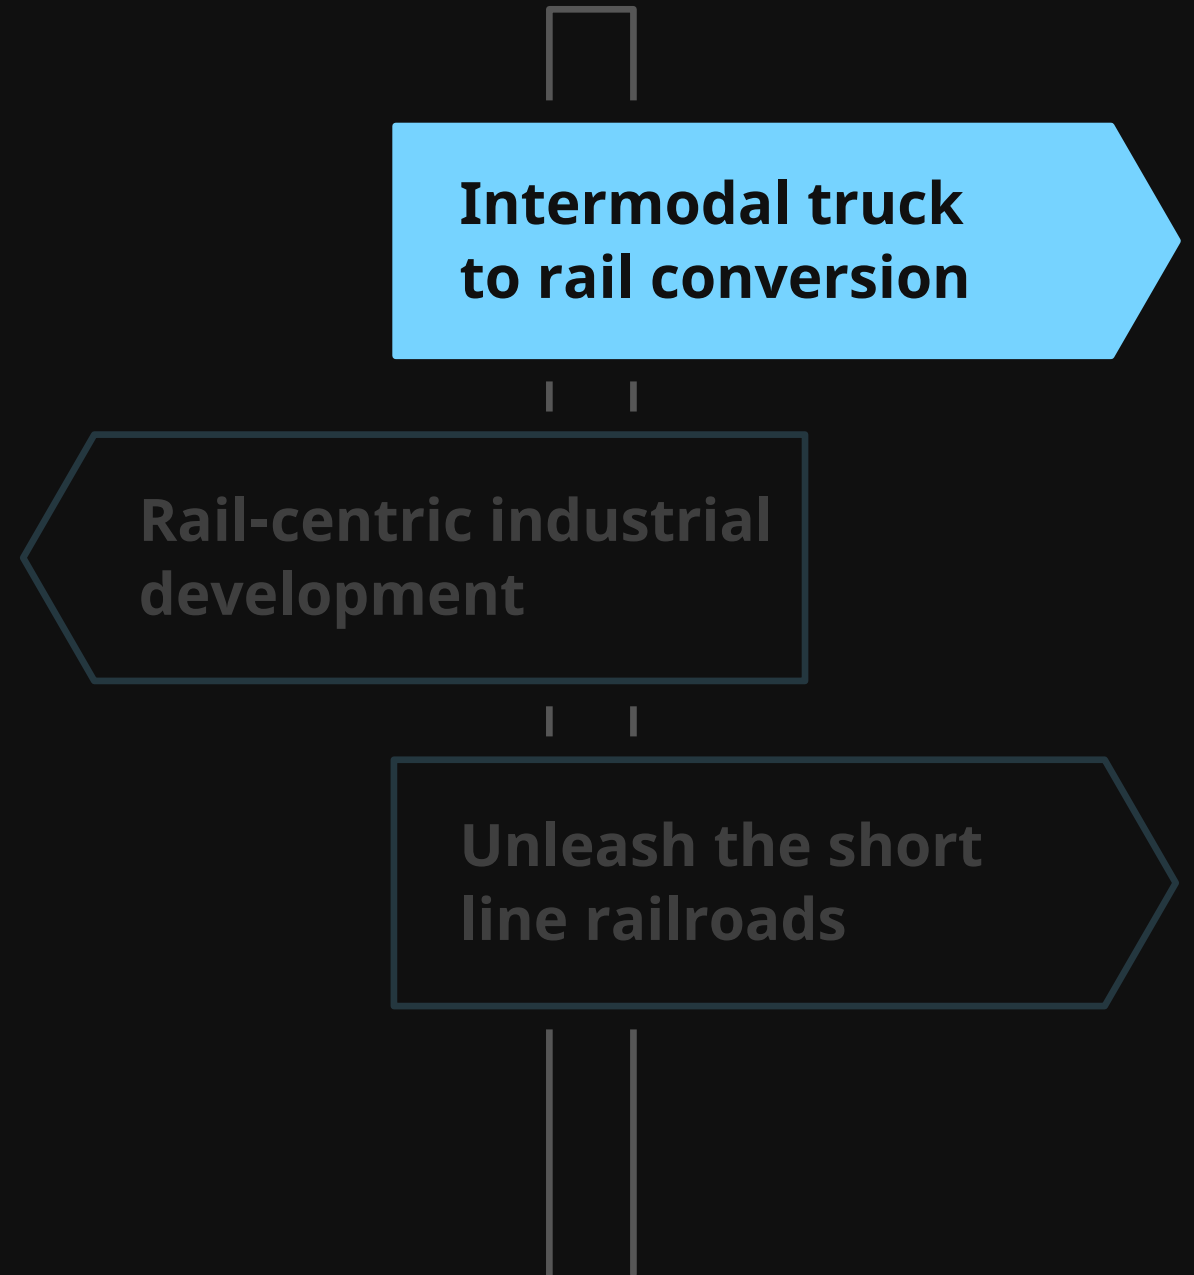 Intermodal truck
to rail conversion
Rail-centric industrial
development
Unleash the short
line railroads